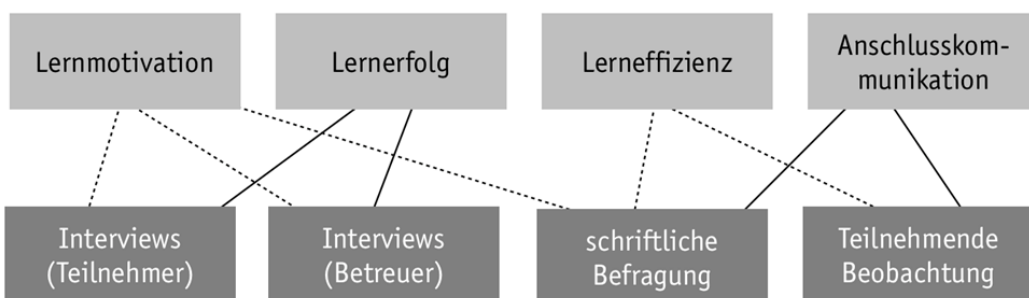 Lernmotivation
Lernerfolg
Lerneffizienz
Anschlusskom-
munikation
Interviews
(Teilnehmer)
Interviews
(Betreuer)
schriftliche
Befragung
Teilnehmende
Beobachtung